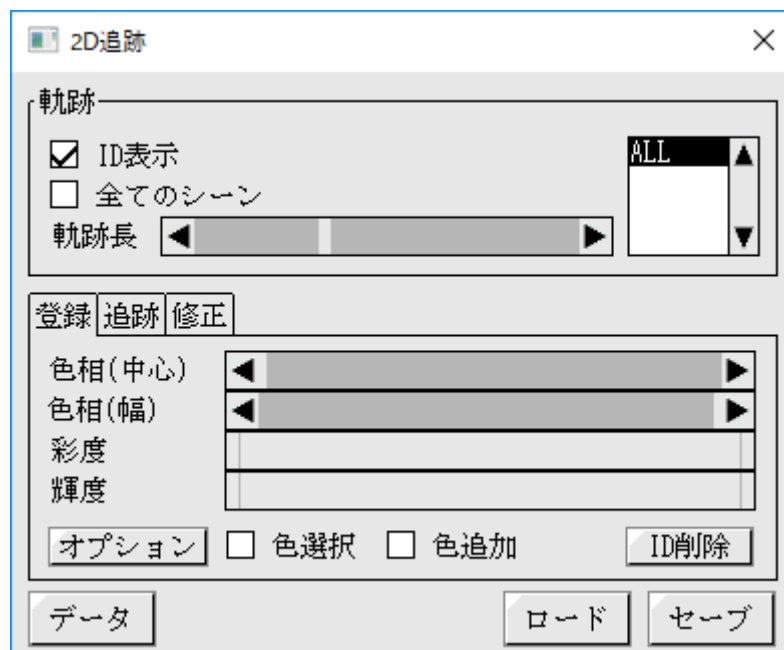 2D追跡
軌跡
ID表示
ALL
全てのシーン
軌跡長
登録 追跡 修正
色相(中心)
色相(幅)
彩度
輝度
オプション 色選択 色追加 ID削除
データ ロード セーブ